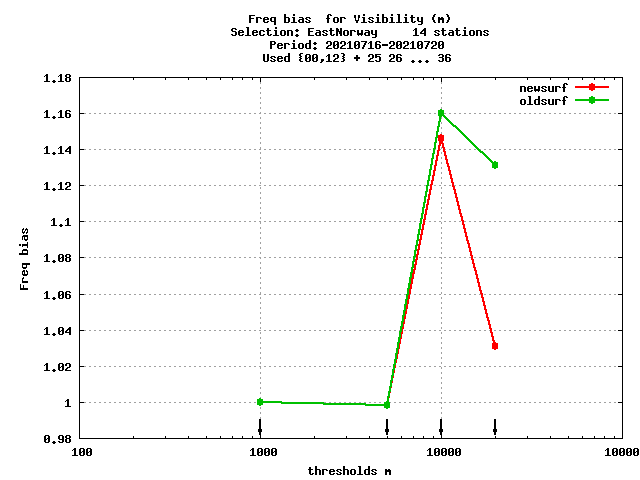 Freq bias  for Visibility (m)
Selection: EastNorway     14 stations
Period: 20210716-20210720
Used {00,12} + 25 26 ... 36
newsurf
oldsurf
1.18
1.16
1.14
1.12
1.1
1.08
1.06
1.04
1.02
1
0.98
Freq bias
100
1000
10000
10000
thresholds m